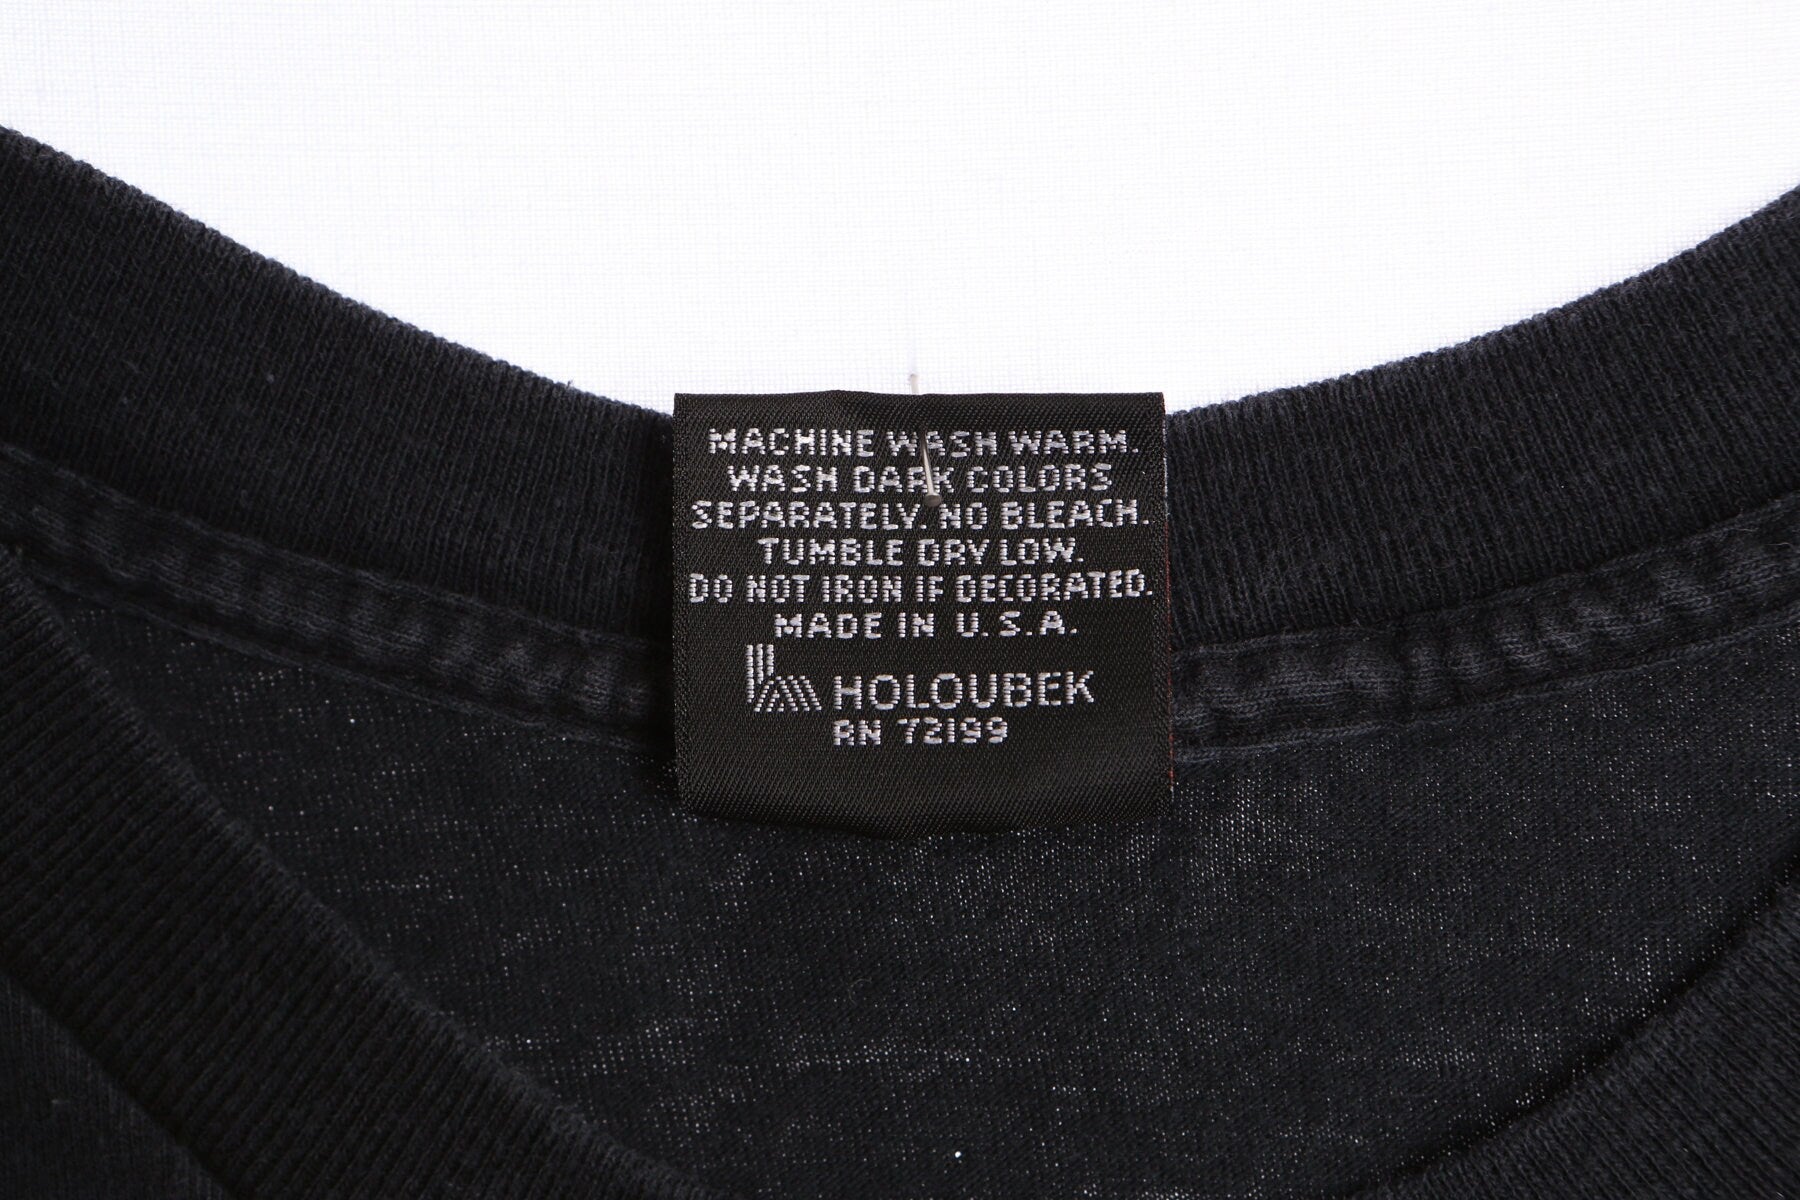 MACHINE WASH WARM.
WASH DARK COLORS
SEPARATELY. NO BLEACH.
TUMBLE DRY LOW.
DO NOT IRON IF DECORATED.
MADE IN U.S.A.
HOLOUBEK
RN 72199